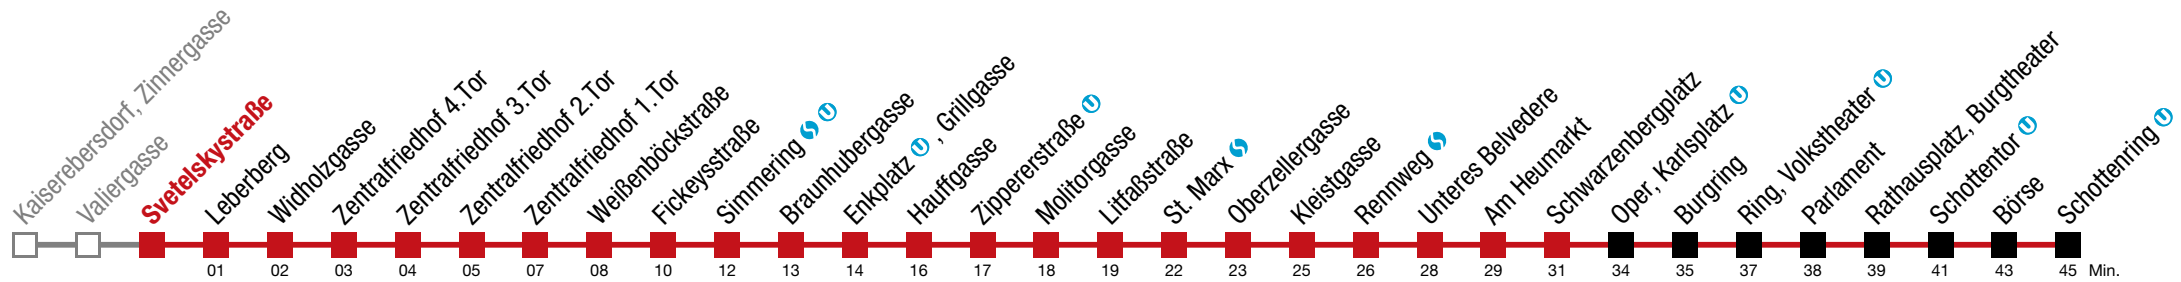 Kaiserebersdorf, Zinnergasse
Valiergasse
Svetelskystraße
Leberberg
Widholzgasse
Zentralfriedhof 4.Tor
Zentralfriedhof 3.Tor
Zentralfriedhof 2.Tor
Zentralfriedhof 1.Tor
Weißenböckstraße
Fickeysstraße
Simmering S U
Braunhubergasse
Enkplatz U , Grillgasse
Hauffgasse
Zippererstraße U
Molitorgasse
Litfaßstraße
St. Marx S
Oberzellergasse
Kleistgasse
Rennweg S
Unteres Belvedere
Am Heumarkt
Schwarzenbergplatz
Oper, Karlsplatz U
Burgring
Ring, Volkstheater U
Parlament
Rathausplatz, Burgtheater
Schottentor U
Börse
Schottenring U
01 02 03 04 05 07 08 10 12 13 14 16 17 18 19 22 23 25 26 28 29 31 34 35 37 38 39 41 43 45 Min.